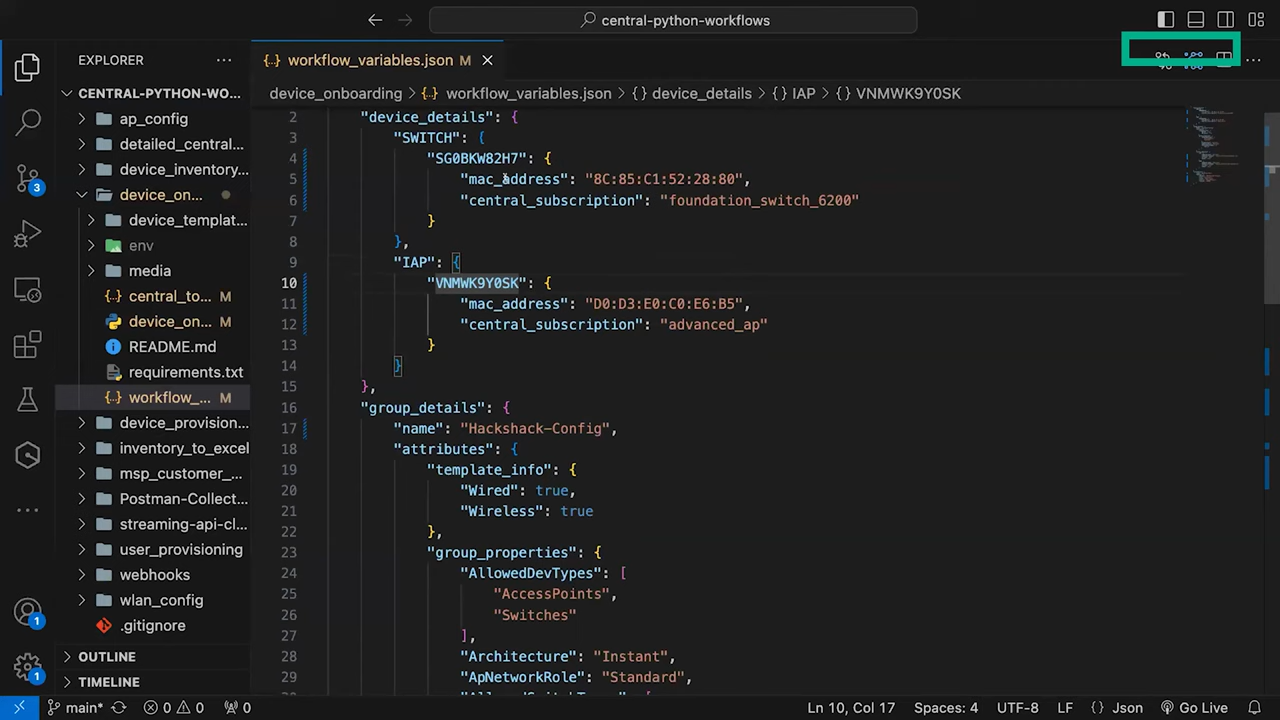 central-python-workflows
EXPLORER
CENTRAL-PYTHON-WO...
ap_config
detailed_central...
device_inventory...
device_on...
device_templat...
env
media
central_to... M
device_on... M
README.md
requirements.txt
workflow_... M
device_provision...
inventory_to_excel
msp_customer_...
Postman-Collect...
streaming-api-cl...
user_provisioning
webhooks
wlan_config
.gitignore
OUTLINE
TIMELINE
3
1
1
{..} workflow_variables.json M
device_onboarding > {..} workflow_variables.json > {} device_details > {} IAP > {} VNMWK9Y0SK
2 "device_details": {
3 "SWITCH": {
4 "SG0BKW82H7": {
5 "mac_address": "8C:85:C1:52:28:80",
6 "central_subscription": "foundation_switch_6200"
7 }
8 },
9 "IAP": {
10 "VNMWK9Y0SK": {
11 "mac_address": "D0:D3:E0:C0:E6:B5",
12 "central_subscription": "advanced_ap"
13 }
14 }
15 },
16 "group_details": {
17 "name": "Hackshack-Config",
18 "attributes": {
19 "template_info": {
20 "Wired": true,
21 "Wireless": true
22 },
23 "group_properties": {
24 "AllowedDevTypes": [
25 "AccessPoints",
26 "Switches"
27 ],
28 "Architecture": "Instant",
29 "ApNetworkRole": "Standard",
main* 0 0 0 Ln 10, Col 17 Spaces: 4 UTF-8 LF {} Json Go Live